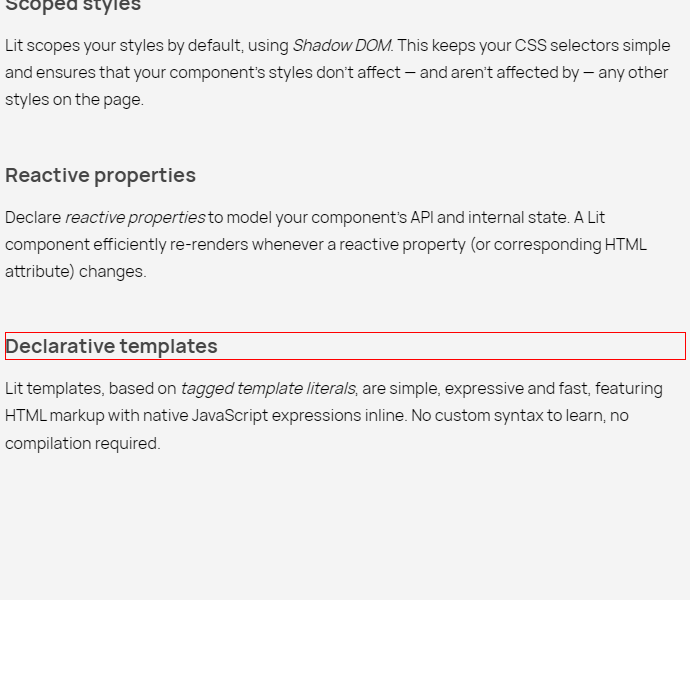 Scoped styles
Lit scopes your styles by default, using Shadow DOM. This keeps your CSS selectors simple
and ensures that your component's styles don't affect — and aren't affected by — any other
styles on the page.
Reactive properties
Declare reactive properties to model your component's API and internal state. A Lit
component efficiently re-renders whenever a reactive property (or corresponding HTML
attribute) changes.
Declarative templates
Lit templates, based on tagged template literals, are simple, expressive and fast, featuring
HTML markup with native JavaScript expressions inline. No custom syntax to learn, no
compilation required.